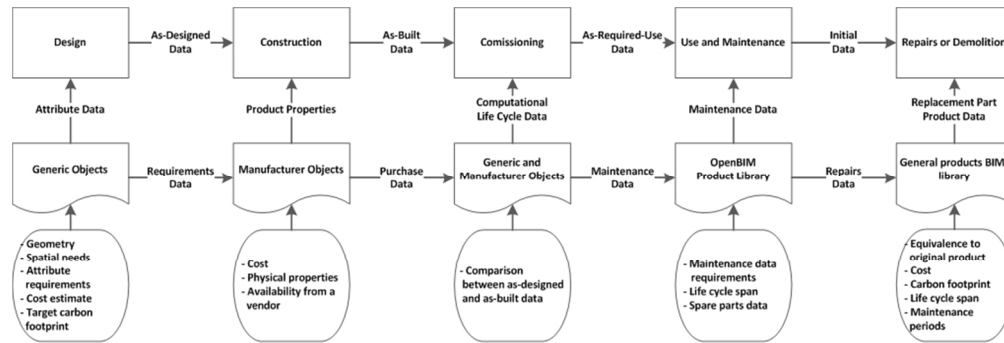 Design
As-Designed
Data
Construction
As-Built
Data
Comissioning
As-Required-Use
Data
Use and Maintenance
Initial
Data
Repairs or Demolition
Attribute Data
Product Properties
Computational
Life Cycle Data
Maintenance Data
Replacement Part
Product Data
Generic Objects
Requirements
Data
Manufacturer Objects
Purchase
Data
Generic and
Manufacturer Objects
Maintenance
Data
OpenBIM
Product Library
Repairs
Data
General products BIM
library
- Geometry
- Spatial needs
- Attribute
requirements
- Cost estimate
- Target carbon
footprint
- Cost
- Physical properties
- Availability from a
vendor
- Comparison
between as-designed
and as-built data
- Maintenance data
requirements
- Life cycle span
- Spare parts data
- Equivalence to
original product
- Cost
- Carbon footprint
- Life cycle span
- Maintenance
periods